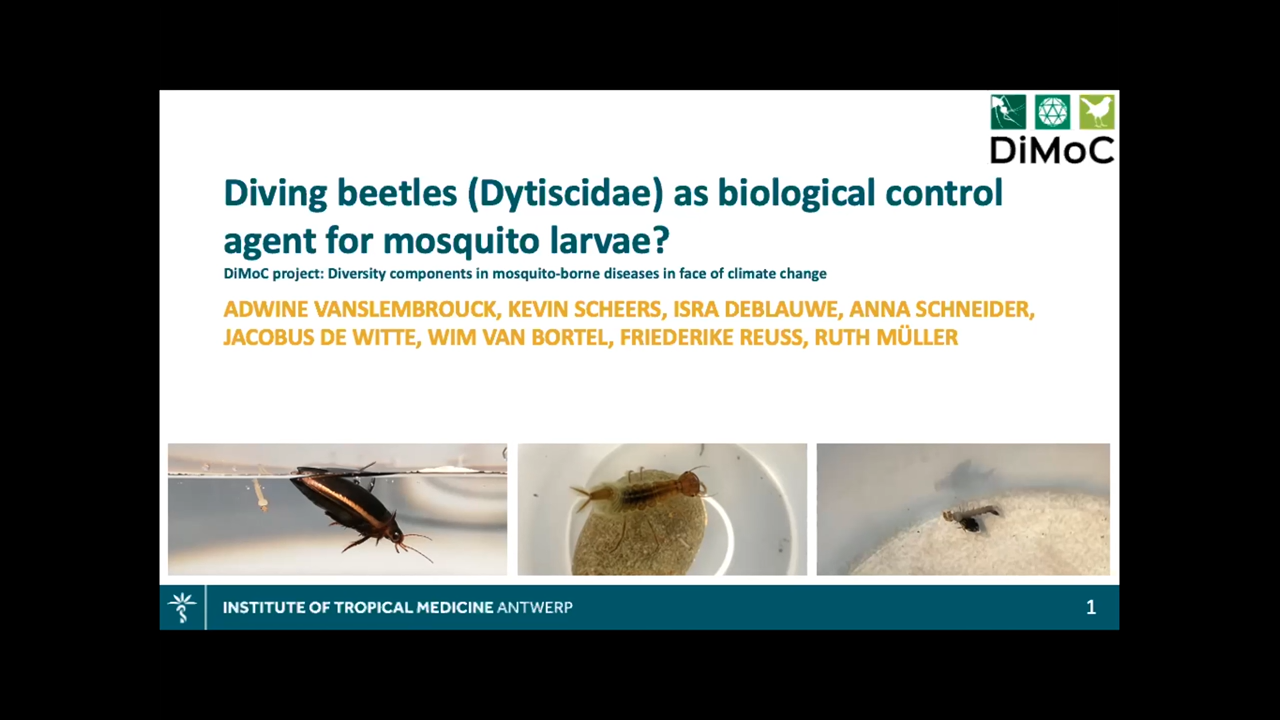 DiMoC
Diving beetles (Dytiscidae) as biological control
agent for mosquito larvae?
DiMoC project: Diversity components in mosquito-borne diseases in face of climate change
ADWINE VANSLEMBROUCK, KEVIN SCHEERS, ISRA DEBLAUWE, ANNA SCHNEIDER,
JACOBUS DE WITTE, WIM VAN BORTEL, FRIEDERIKE REUSS, RUTH MÜLLER
INSTITUTE OF TROPICAL MEDICINE ANTWERP
1